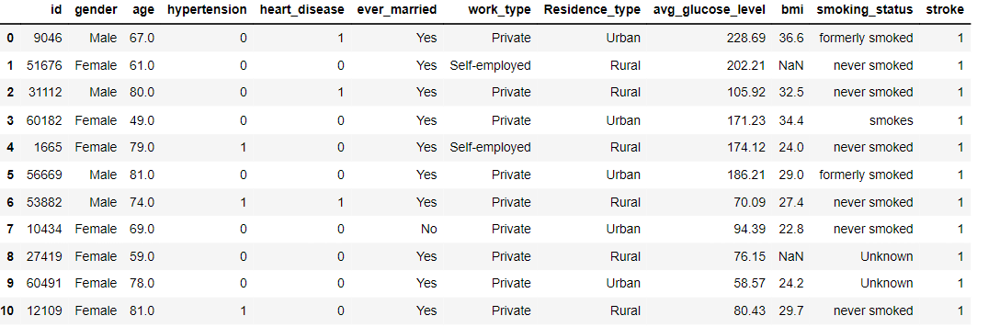 id gender age hypertension heart_disease ever_married work_type Residence_type avg_glucose_level bmi smoking_status stroke
0 9046 Male 67.0 0 1 Yes Private Urban 228.69 36.6 formerly smoked 1
1 51676 Female 61.0 0 0 Yes Self-employed Rural 202.21 NaN never smoked 1
2 31112 Male 80.0 0 1 Yes Private Rural 105.92 32.5 never smoked 1
3 60182 Female 49.0 0 0 Yes Private Urban 171.23 34.4 smokes 1
4 1665 Female 79.0 1 0 Yes Self-employed Rural 174.12 24.0 never smoked 1
5 56669 Male 81.0 0 0 Yes Private Urban 186.21 29.0 formerly smoked 1
6 53882 Male 74.0 1 1 Yes Private Rural 70.09 27.4 never smoked 1
7 10434 Female 69.0 0 0 No Private Urban 94.39 22.8 never smoked 1
8 27419 Female 59.0 0 0 Yes Private Rural 76.15 NaN Unknown 1
9 60491 Female 78.0 0 0 Yes Private Urban 58.57 24.2 Unknown 1
10 12109 Female 81.0 1 0 Yes Private Rural 80.43 29.7 never smoked 1